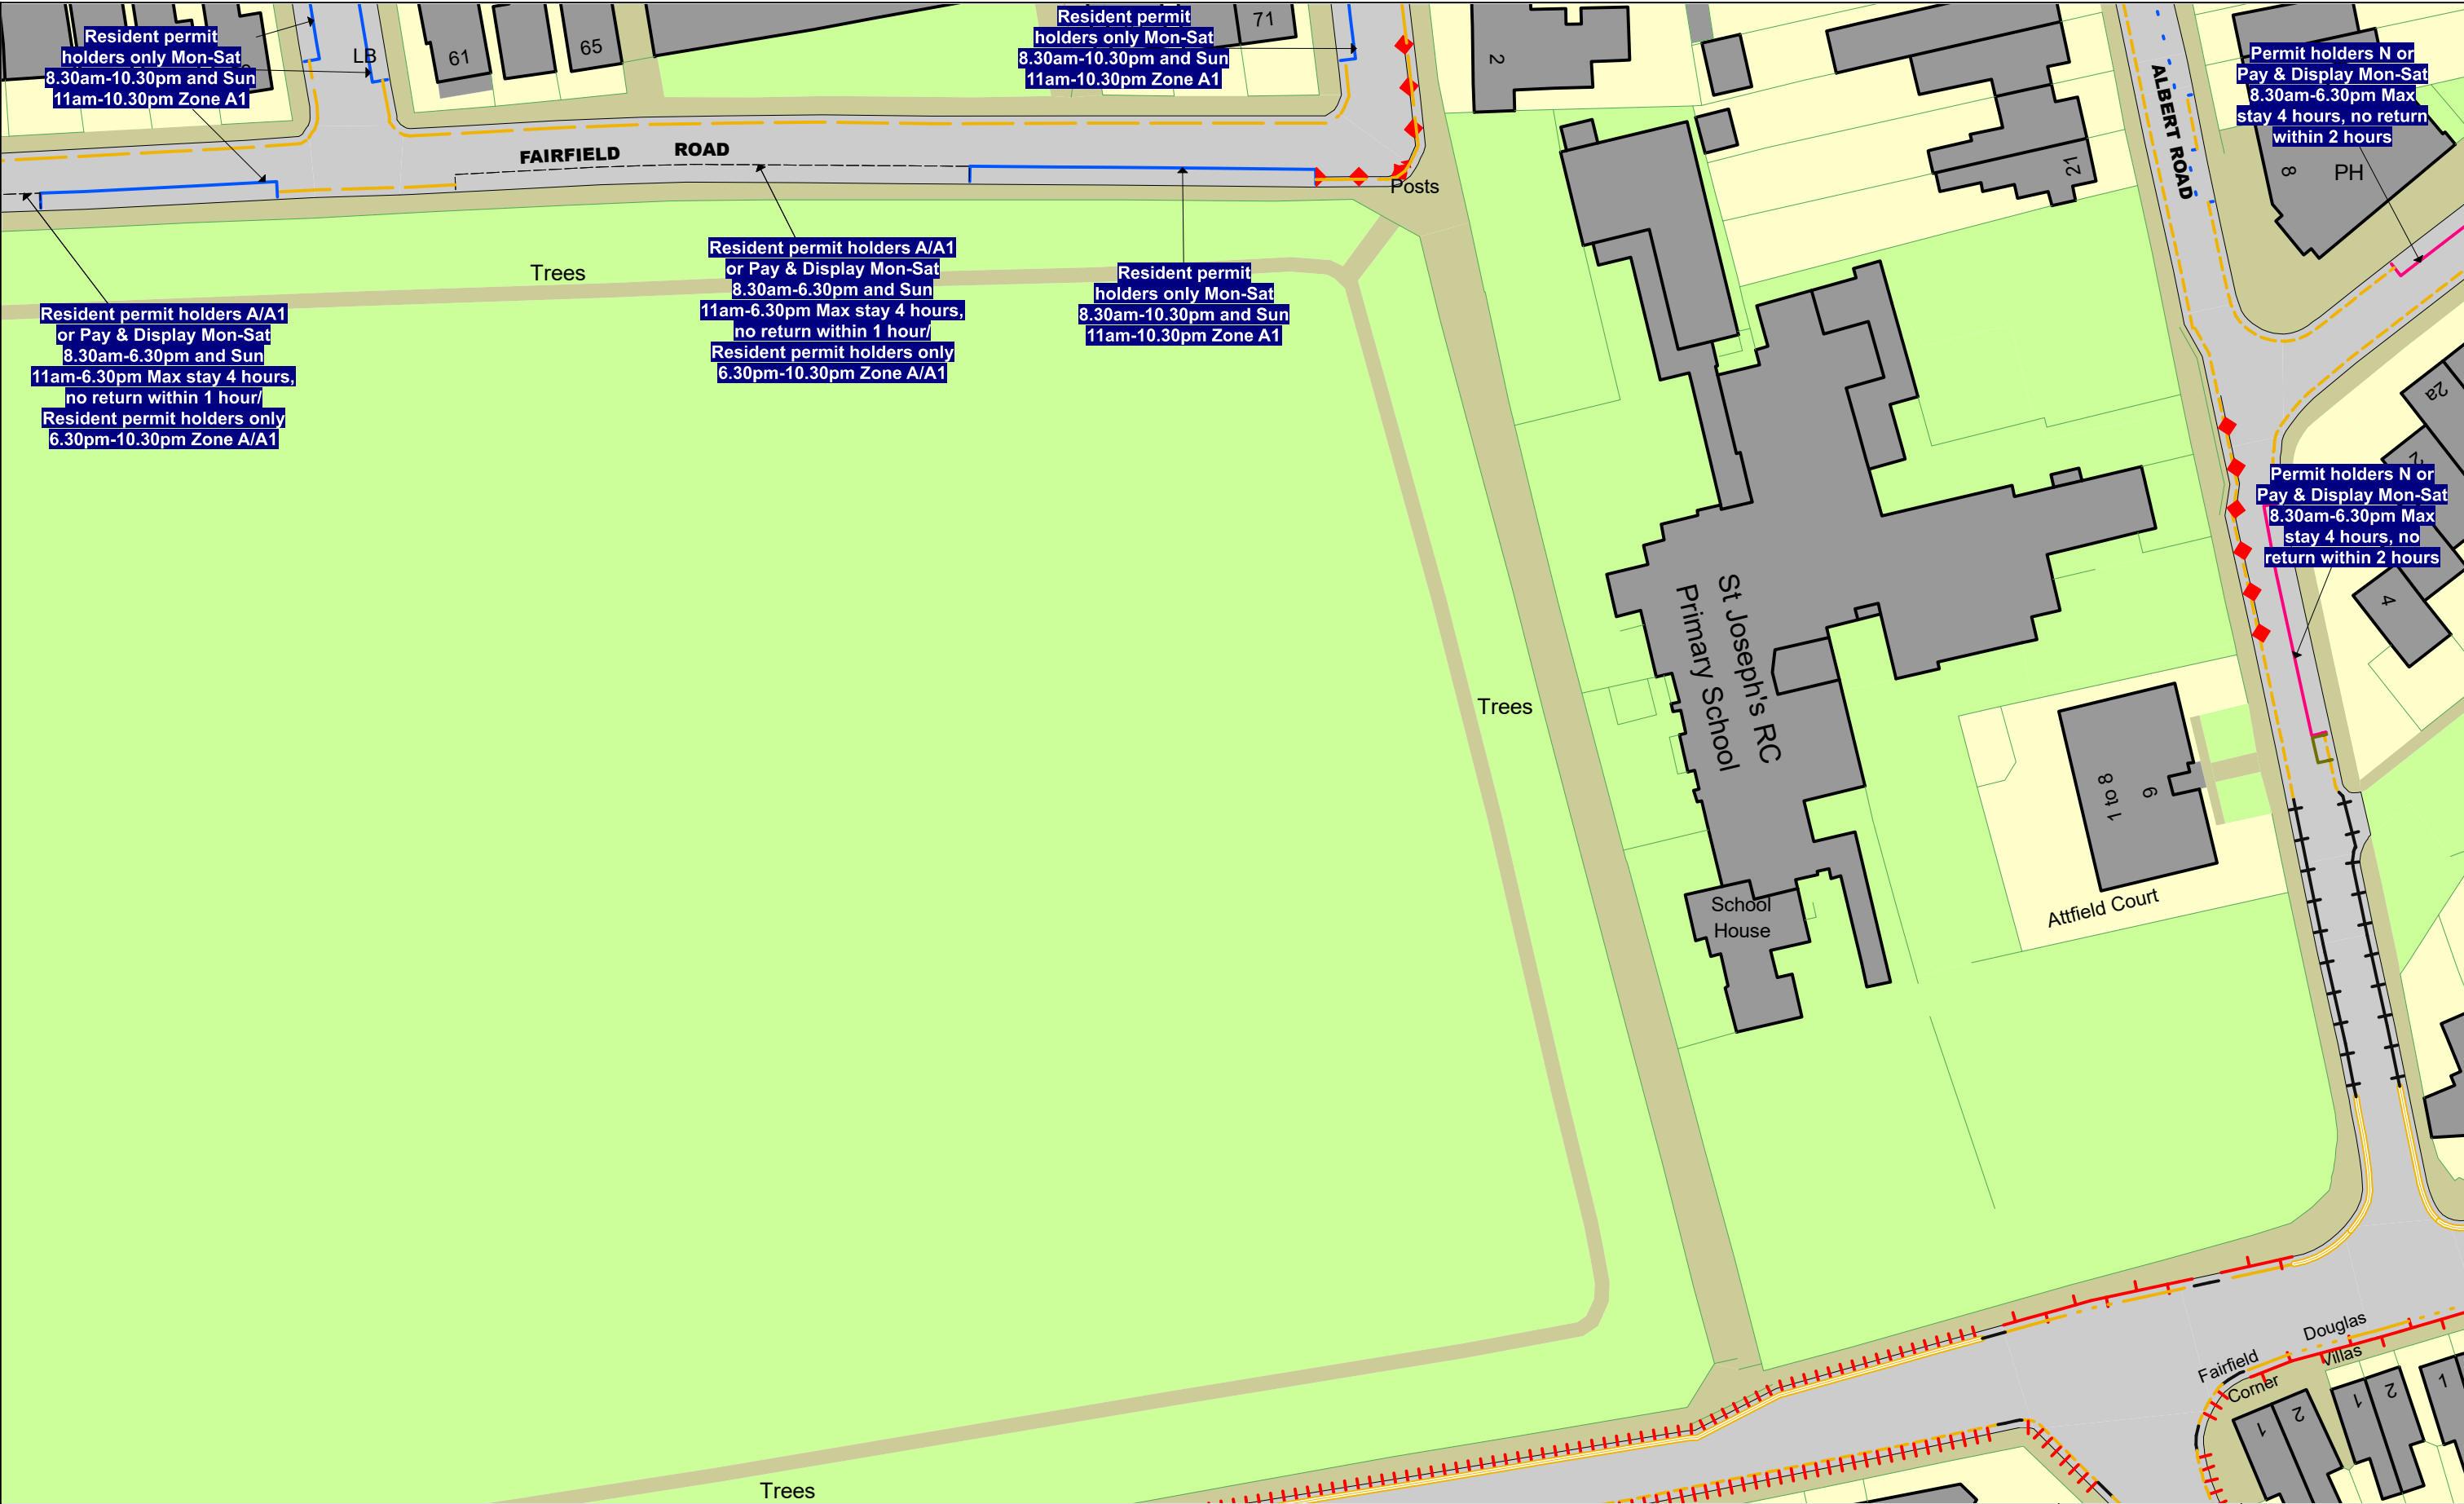 Resident permit
holders only Mon-Sat
8.30am-10.30pm and Sun
11am-10.30pm Zone A1
LB
61
65
Resident permit
holders only Mon-Sat
8.30am-10.30pm and Sun
11am-10.30pm Zone A1
71
2
21
ALBERT ROAD
Permit holders N or
Pay & Display Mon-Sat
8.30am-6.30pm Max
stay 4 hours, no return
within 2 hours
8
PH
FAIRFIELD ROAD
Posts
Trees
Resident permit holders A/A1
or Pay & Display Mon-Sat
8.30am-6.30pm and Sun
11am-6.30pm Max stay 4 hours,
no return within 1 hour/
Resident permit holders only
6.30pm-10.30pm Zone A/A1
Resident permit holders A/A1
or Pay & Display Mon-Sat
8.30am-6.30pm and Sun
11am-6.30pm Max stay 4 hours,
no return within 1 hour/
Resident permit holders only
6.30pm-10.30pm Zone A/A1
Resident permit
holders only Mon-Sat
8.30am-10.30pm and Sun
11am-10.30pm Zone A1
2a
2
Permit holders N or
Pay & Display Mon-Sat
8.30am-6.30pm Max
stay 4 hours, no
return within 2 hours
4
St Joseph's RC
Primary School
Trees
1 to 8
9
Attfield Court
School
House
Douglas
Villas
Fairfield
Corner
1
2
1
2
1
Trees